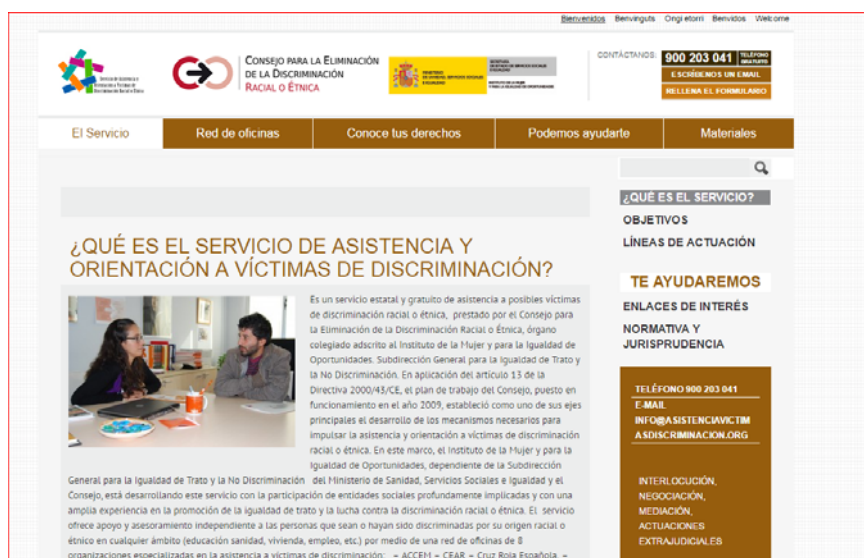 Bienvenidos Benvinguts Ongi etorri Benvidos Welcome
CONSEJO PARA LA ELIMINACIÓN
DE LA DISCRIMINACIÓN
RACIAL O ÉTNICA
CONTÁCTANOS:
900 203 041 TELÉFONO GRATUITO
ESCRÍBENOS UN EMAIL
RELLENA EL FORMULARIO
El Servicio
Red de oficinas
Conoce tus derechos
Podemos ayudarte
Materiales
¿QUÉ ES EL SERVICIO DE ASISTENCIA Y
ORIENTACIÓN A VÍCTIMAS DE DISCRIMINACIÓN?
Es un servicio estatal y gratuito de asistencia a posibles víctimas
de discriminación racial o étnica, prestado por el Consejo para
la Eliminación de la Discriminación Racial o Étnica, órgano
colegiado adscrito al Instituto de la Mujer y para la Igualdad de
Oportunidades. Subdirección General para la Igualdad de Trato y
la No Discriminación. En aplicación del artículo 13 de la
Directiva 2000/43/CE, el plan de trabajo del Consejo, puesto en
funcionamiento en el año 2009, estableció como uno de sus ejes
principales el desarrollo de los mecanismos necesarios para
impulsar la asistencia y orientación a víctimas de discriminación
racial o étnica. En este marco, el Instituto de la Mujer y para la
Igualdad de Oportunidades, dependiente de la Subdirección
General para la Igualdad de Trato y la No Discriminación del Ministerio de Sanidad, Servicios Sociales e Igualdad y el
Consejo, está desarrollando este servicio con la participación de entidades sociales profundamente implicadas y con una
amplia experiencia en la promoción de la igualdad de trato y la lucha contra la discriminación racial o étnica. El servicio
ofrece apoyo y asesoramiento independiente a las personas que sean o hayan sido discriminadas por su origen racial o
étnico en cualquier ámbito (educación sanidad, vivienda, empleo, etc.) por medio de una red de oficinas de 8
organizaciones especializadas en la asistencia a víctimas de discriminación: – ACCEM – CEAR – Cruz Roja Española, –
¿QUÉ ES EL SERVICIO?
OBJETIVOS
LÍNEAS DE ACTUACIÓN
TE AYUDAREMOS
ENLACES DE INTERÉS
NORMATIVA Y
JURISPRUDENCIA
TELÉFONO 900 203 041
E-MAIL
INFO@ASISTENCIAVICTIM
ASDISCRIMINACION.ORG
INTERLOCUCIÓN,
NEGOCIACIÓN,
MEDIACIÓN,
ACTUACIONES
EXTRAJUDICIALES